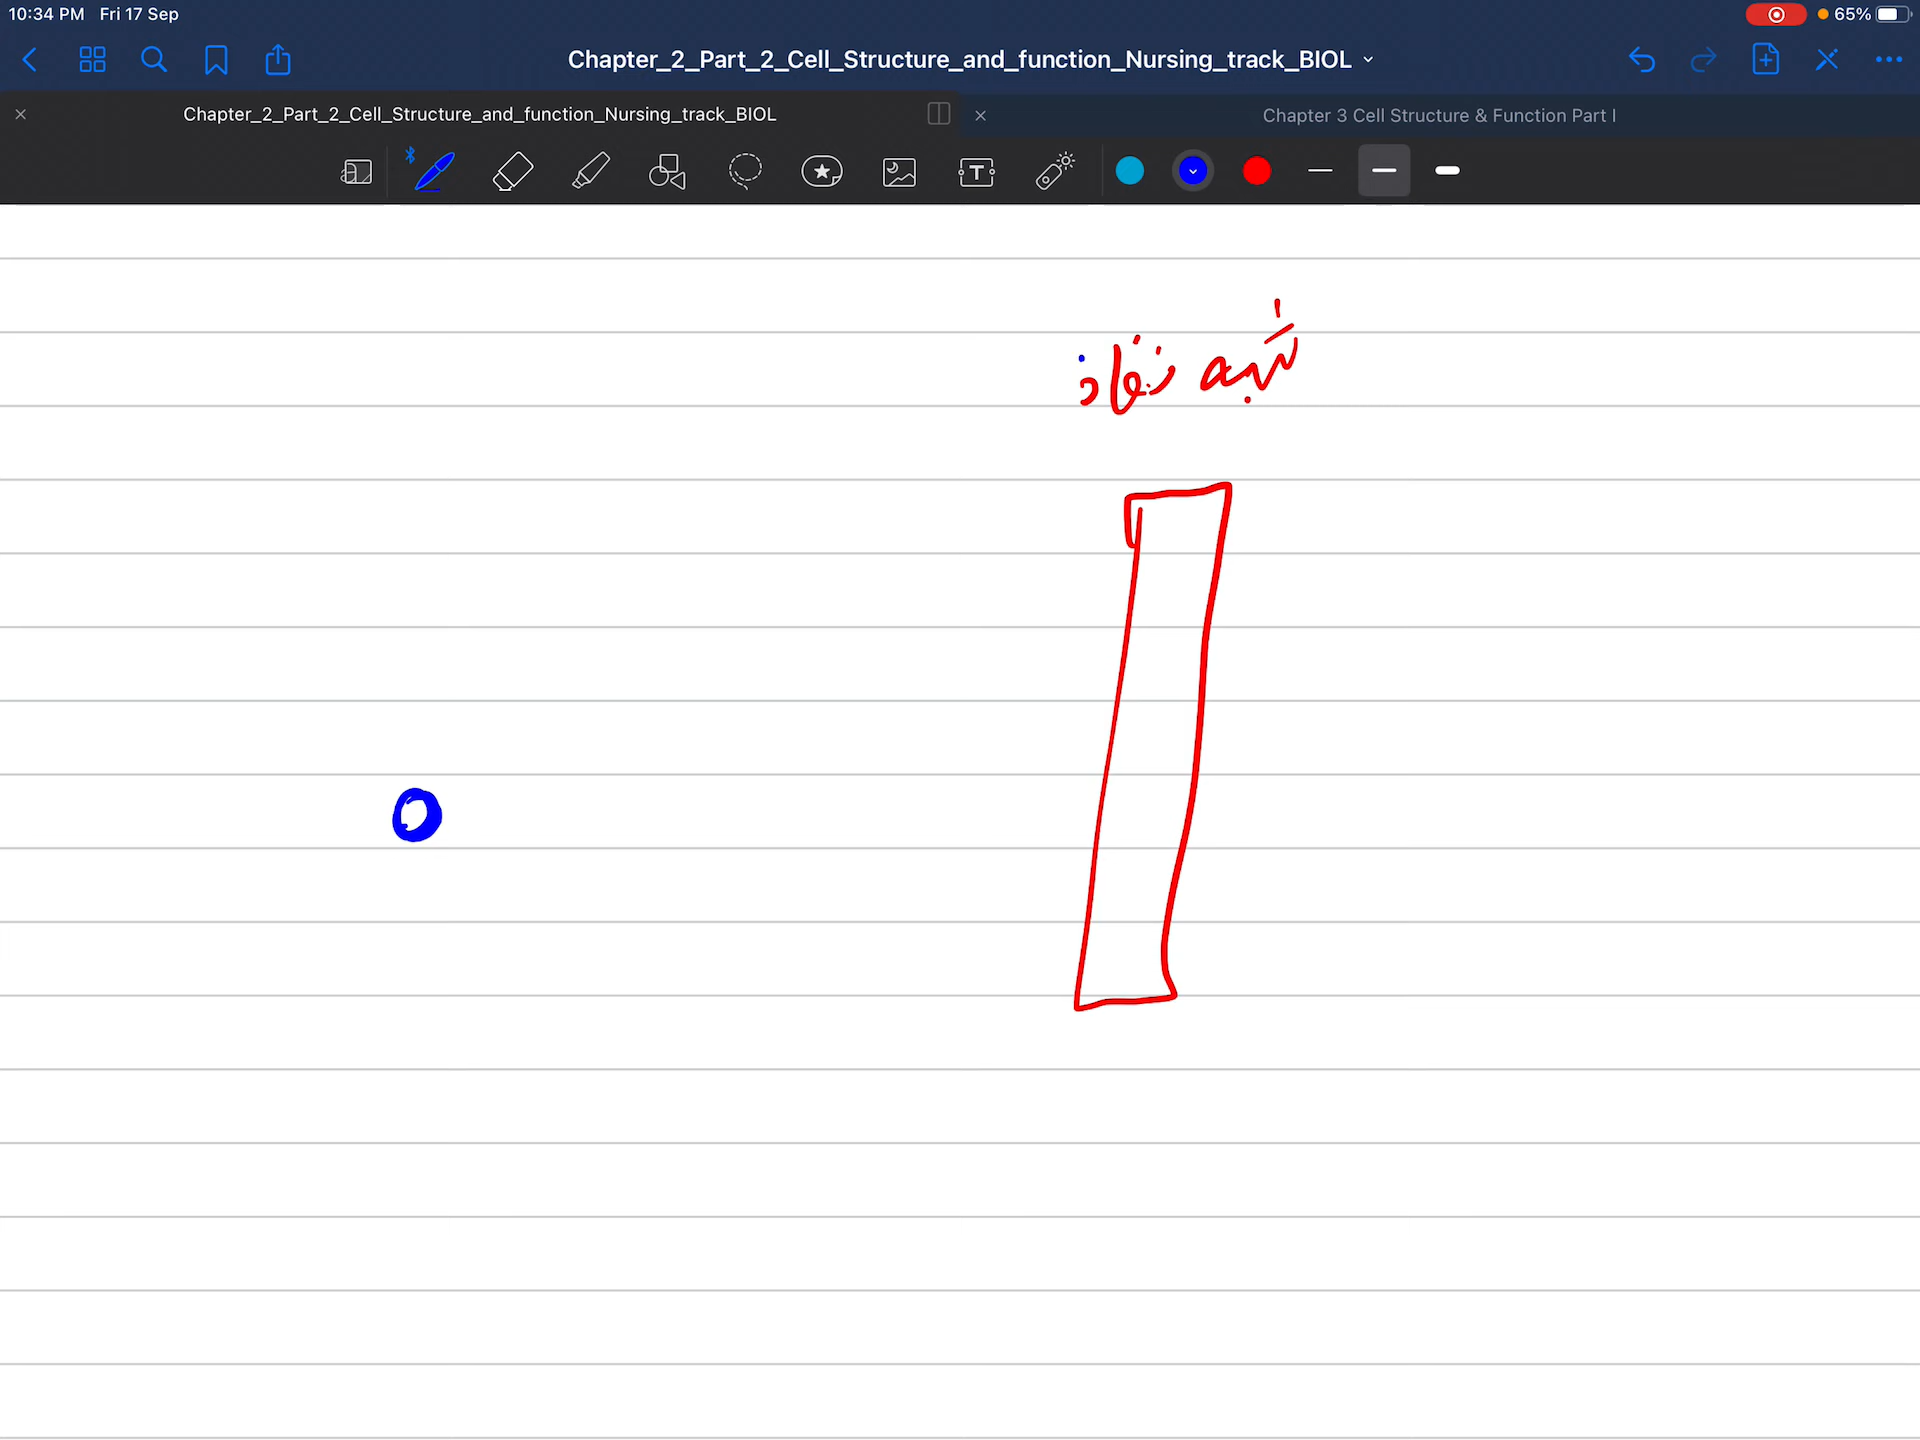 10:34 PM Fri 17 Sep 65%
Chapter_2_Part_2_Cell_Structure_and_function_Nursing_track_BIOL
Chapter_2_Part_2_Cell_Structure_and_function_Nursing_track_BIOL
Chapter 3 Cell Structure & Function Part I
T
شبه نفاذ